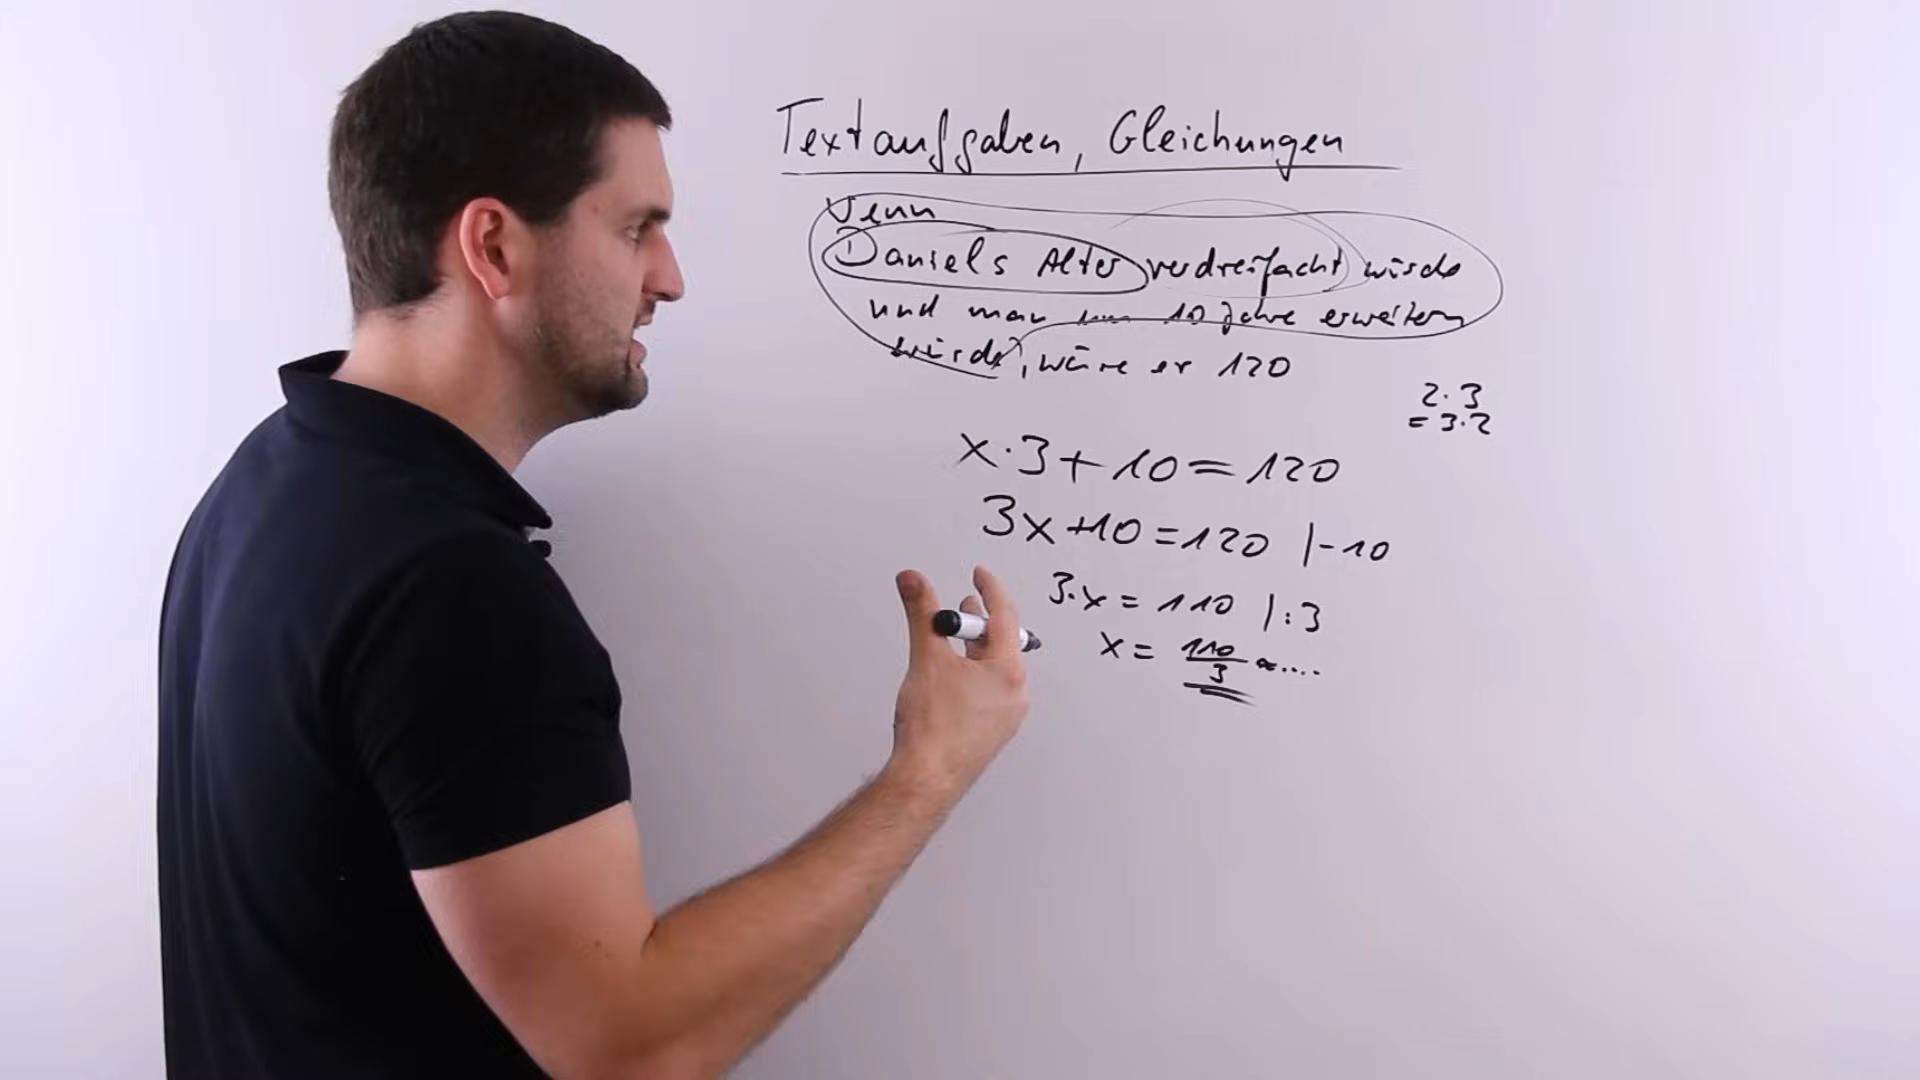 Textaufgaben, Gleichungen
Wenn
Daniels Alter verdreifacht würde
und man um 10 Jahre erweitern
würde, wäre er 120
2·3
= 3·2
x·3+10=120
3x+10=120 |-10
3·x = 110 |:3
x = 110/3 ≈....